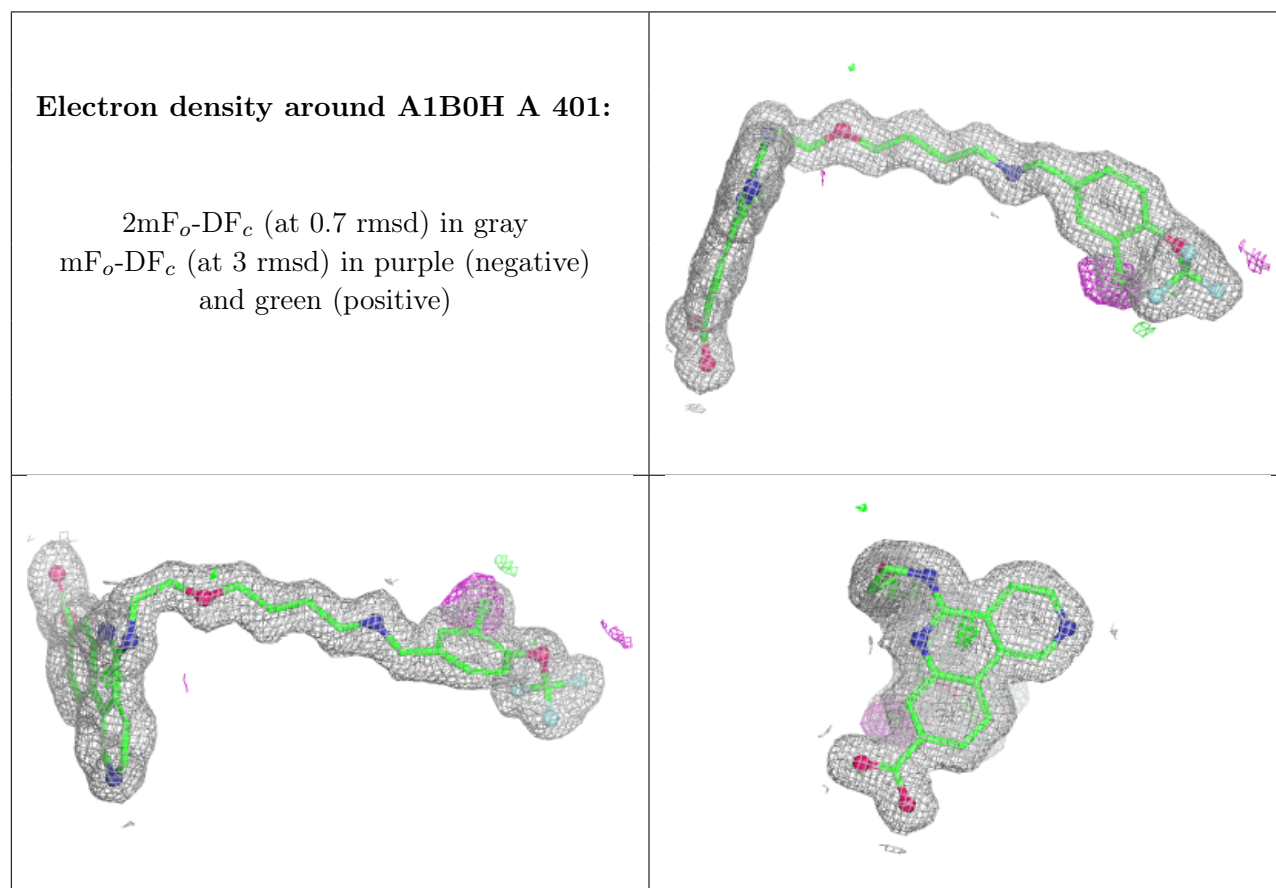 Electron density around A1B0H A 401:
2mFo-DFc (at 0.7 rmsd) in gray
mFo-DFc (at 3 rmsd) in purple (negative)
and green (positive)